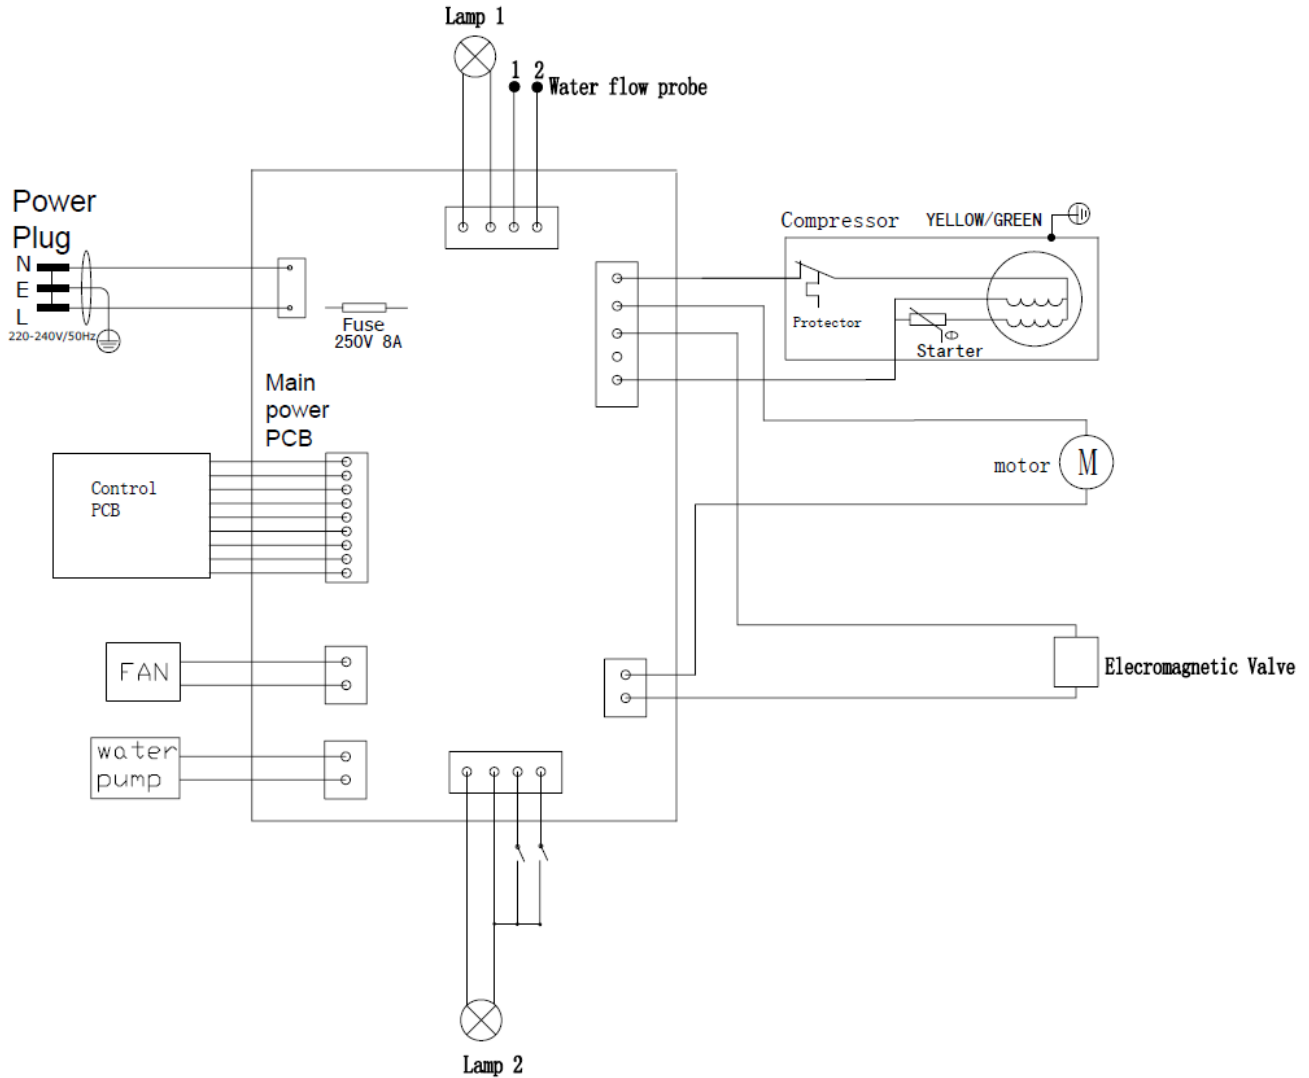 Lamp 1
1 2
Water flow probe
Power
Plug
N
E
L
220-240V/50Hz
Fuse
250V 8A
Compressor
YELLOW/GREEN
Protector
Starter
Main
power
PCB
Control
PCB
motor
M
FAN
Elecromagnetic Valve
water
pump
Lamp 2